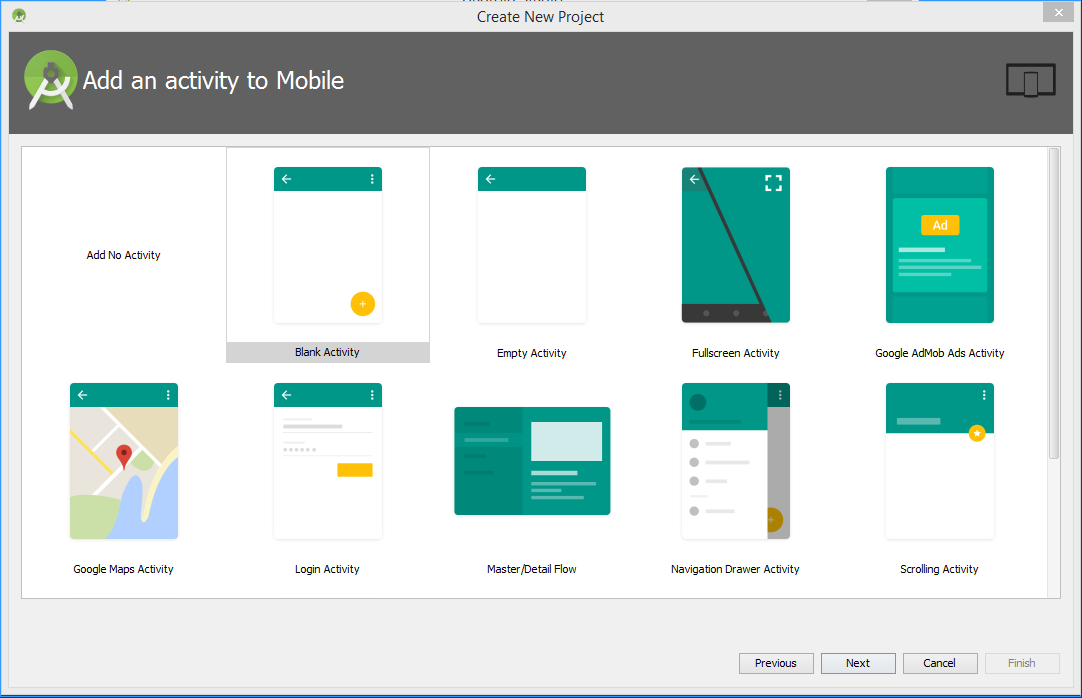 Create New Project
Add an activity to Mobile
Add No Activity
Blank Activity
Empty Activity
Fullscreen Activity
Ad
Google AdMob Ads Activity
Google Maps Activity
Login Activity
Master/Detail Flow
Navigation Drawer Activity
Scrolling Activity
Previous
Next
Cancel
Finish